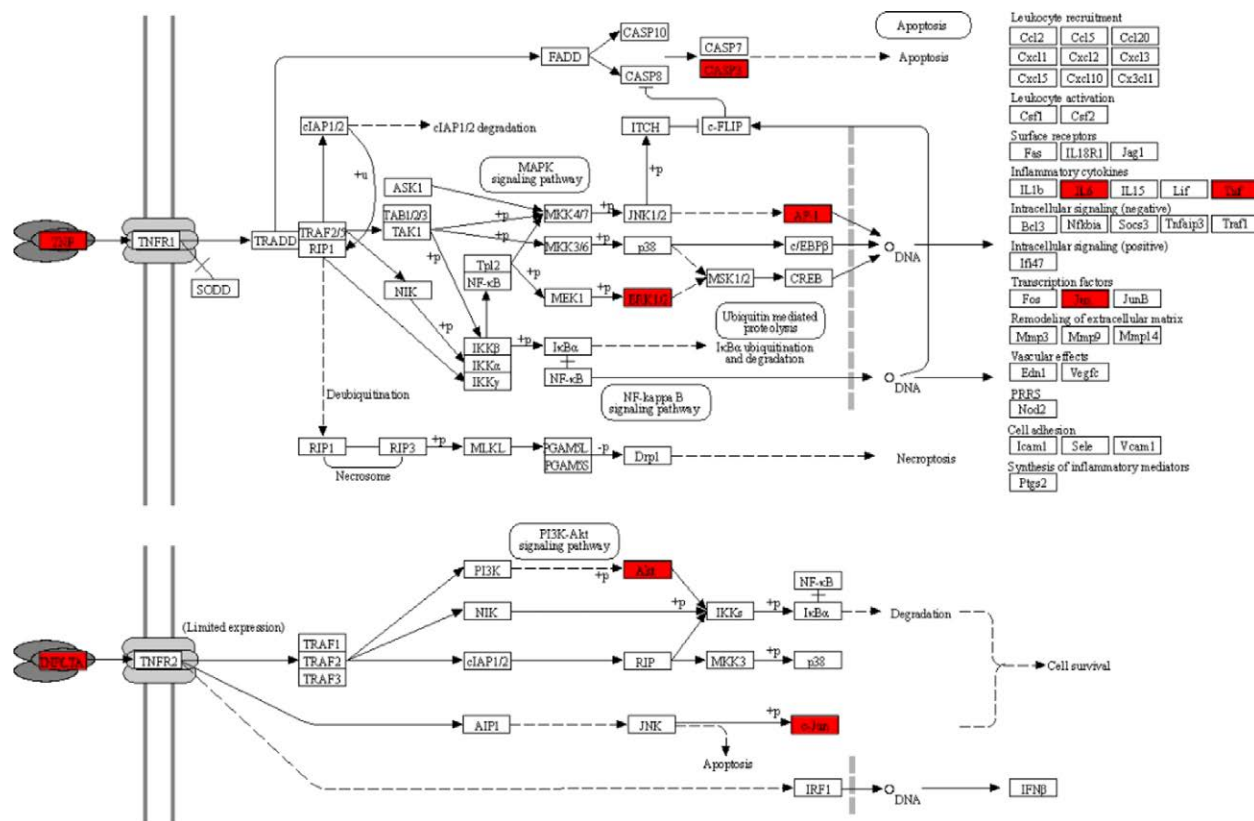 Apoptosis
CASP10
FADD
CASP7
CASP3
Apoptosis
CASP8
cIAP1/2
cIAP1/2 degradation
ITCH
c-FLIP
+u
MAPK
signaling pathway
+p
ASK1
TAB1/2/3
TAK1
+p
MKK4/7
+p
JNK1/2
AP-1
TNF
TNFR1
TRADD
TRAF2/5
RIP1
+p
MKK3/6
+p
p38
c/EBPβ
DNA
SODD
NIK
+p
Tpl2
NF-κB
+p
MEK1
+p
ERK1/2
MSK1/2
CREB
+p
Ubiquitin mediated
proteolysis
IKKβ
IKKα
IKKγ
+p
IκBα
IκBα ubiquitination
and degradation
NF-κB
DNA
Deubiquitination
NF-kappa B
signaling pathway
RIP1
RIP3
+p
MLKL
PGAM5L
PGAM5S
-p
Drp1
Necroptosis
Necrosome
Leukocyte recruitment
Ccl2 Ccl5 Ccl20
Cxcl1 Cxcl2 Cxcl3
Cxcl5 Cxcl10 Cx3cl1
Leukocyte activation
Csf1 Csf2
Surface receptors
Fas IL18R1 Jag1
Inflammatory cytokines
IL1b IL6 IL15 Lif Tnf
Intracellular signaling (negative)
Bcl3 Nfkbia Socs3 Tnfaip3 Traf1
Intracellular signaling (positive)
Ifi47
Transcription factors
Fos Jun JunB
Remodeling of extracellular matrix
Mmp3 Mmp9 Mmp14
Vascular effects
Edn1 Vegfc
PRRS
Nod2
Cell adhesion
Icam1 Sele Vcam1
Synthesis of inflammatory mediators
Ptgs2
PI3K-Akt
signaling pathway
PI3K
+p
Akt
NF-κB
NIK
+p
IKKs
+p
IκBα
Degradation
(Limited expression)
TNFR2
TRAF1
TRAF2
TRAF3
cIAP1/2
RIP
MKK3
+p
p38
Cell survival
AIP1
JNK
+p
c-Jun
Apoptosis
IRF1
DNA
IFNβ